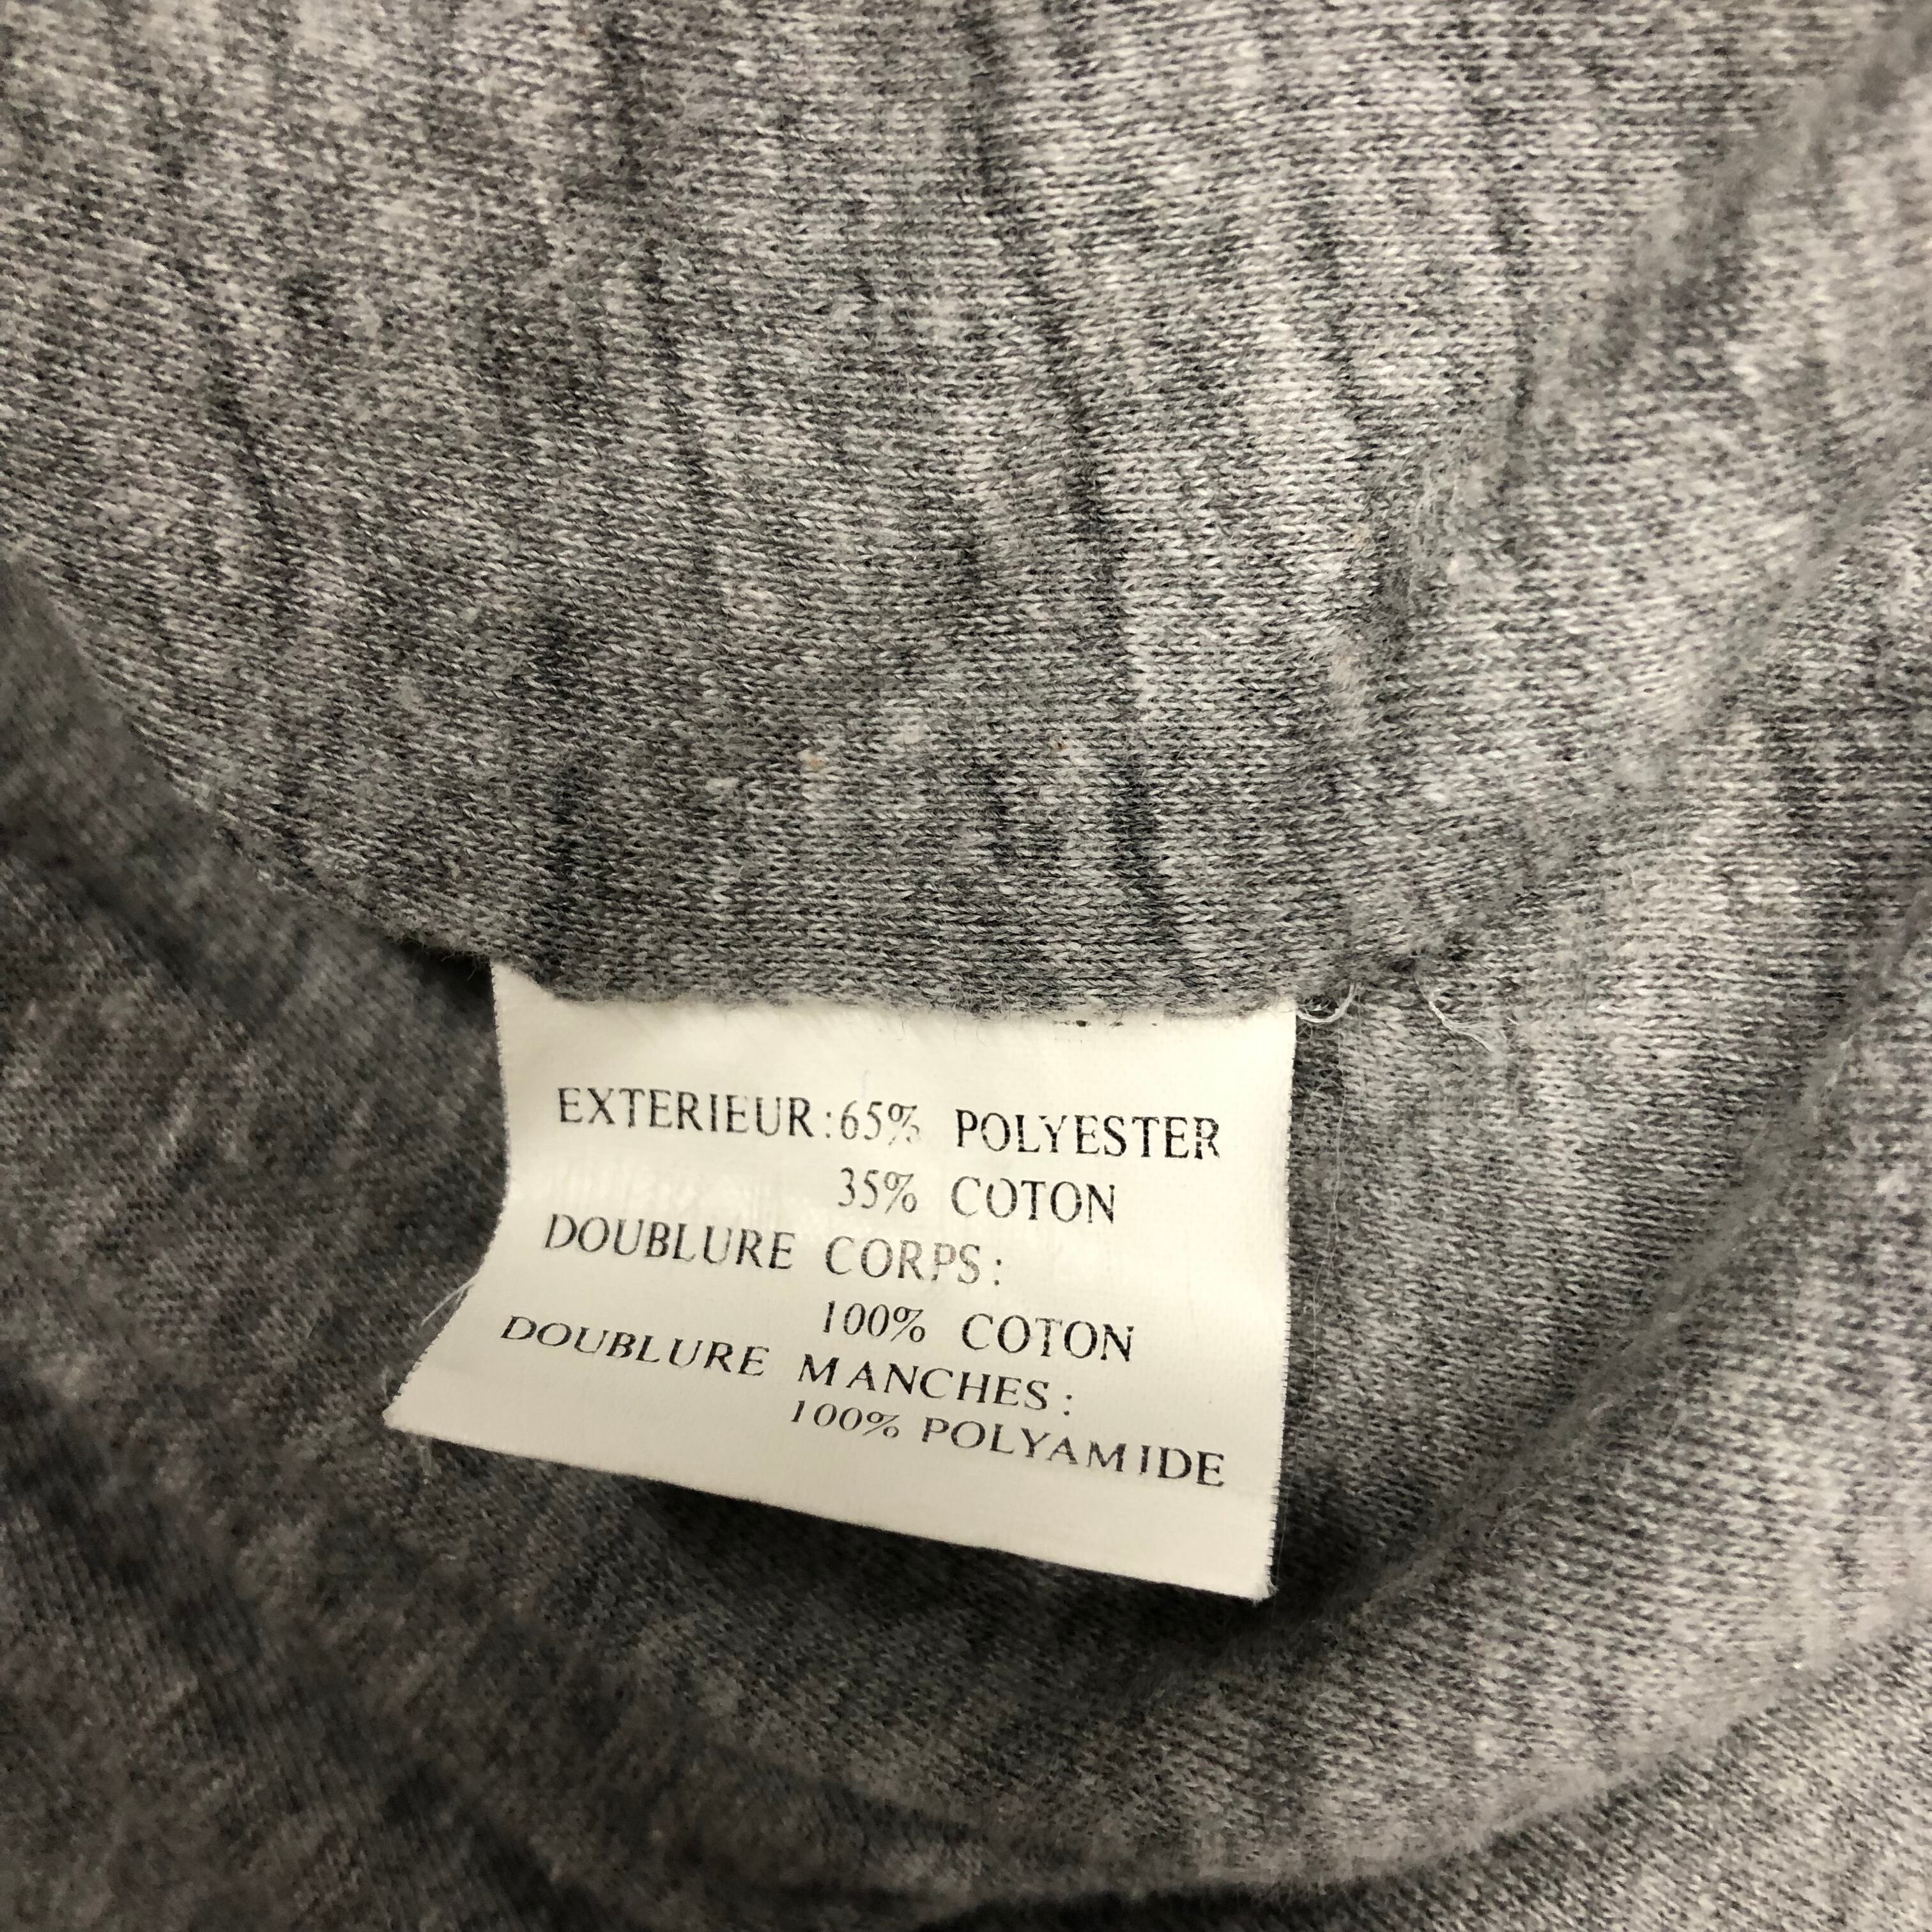 EXTERIEUR:65% POLYESTER
35% COTON
DOUBLURE CORPS:
100% COTON
DOUBLURE MANCHES:
100% POLYAMIDE